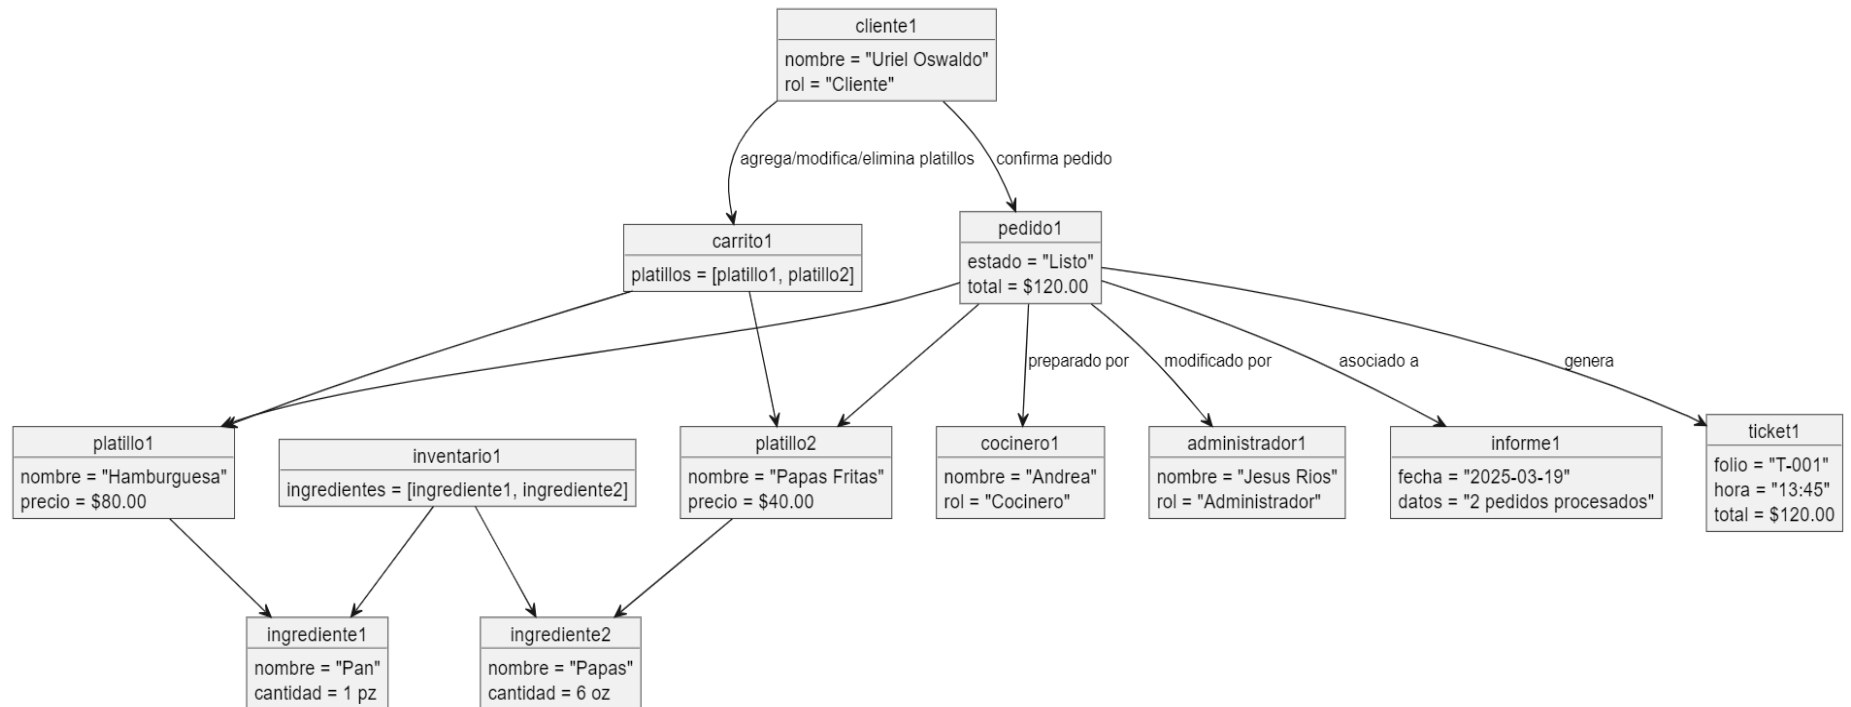 cliente1
nombre = "Uriel Oswaldo"
rol = "Cliente"
agrega/modifica/elimina platillos
confirma pedido
carrito1
platillos = [platillo1, platillo2]
pedido1
estado = "Listo"
total = $120.00
preparado por
modificado por
asociado a
genera
platillo1
nombre = "Hamburguesa"
precio = $80.00
inventario1
ingredientes = [ingrediente1, ingrediente2]
platillo2
nombre = "Papas Fritas"
precio = $40.00
cocinero1
nombre = "Andrea"
rol = "Cocinero"
administrador1
nombre = "Jesus Rios"
rol = "Administrador"
informe1
fecha = "2025-03-19"
datos = "2 pedidos procesados"
ticket1
folio = "T-001"
hora = "13:45"
total = $120.00
ingrediente1
nombre = "Pan"
cantidad = 1 pz
ingrediente2
nombre = "Papas"
cantidad = 6 oz